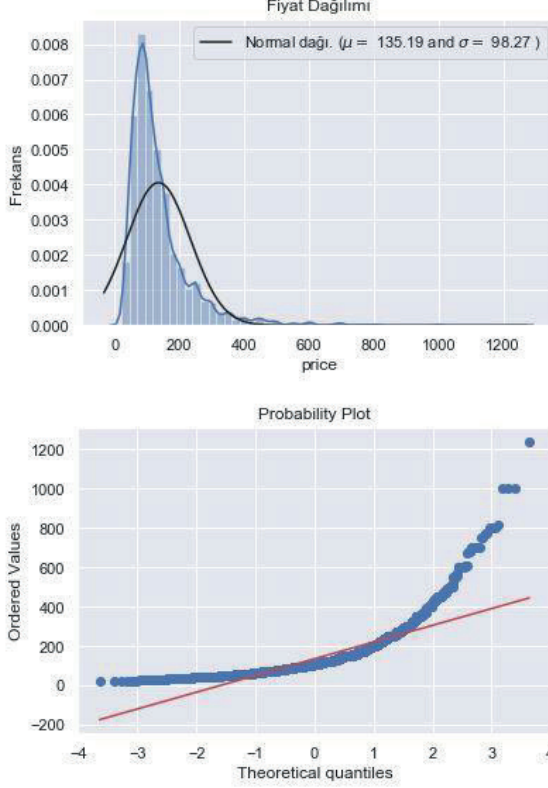 Fiyat Dağılımı
Normal dağı. (μ = 135.19 and σ = 98.27 )
0.008
0.007
0.006
0.005
0.004
0.003
0.002
0.001
0.000
Frekans
0 200 400 600 800 1000 1200
price
Probability Plot
1200
1000
800
600
400
200
0
−200
Ordered Values
−4 −3 −2 −1 0 1 2 3 4
Theoretical quantiles